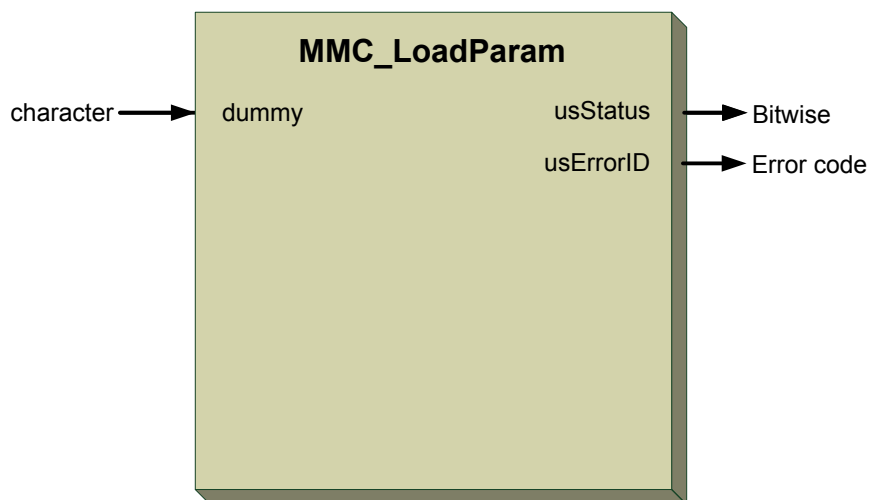 MMC_LoadParam
character dummy usStatus Bitwise
usErrorID Error code